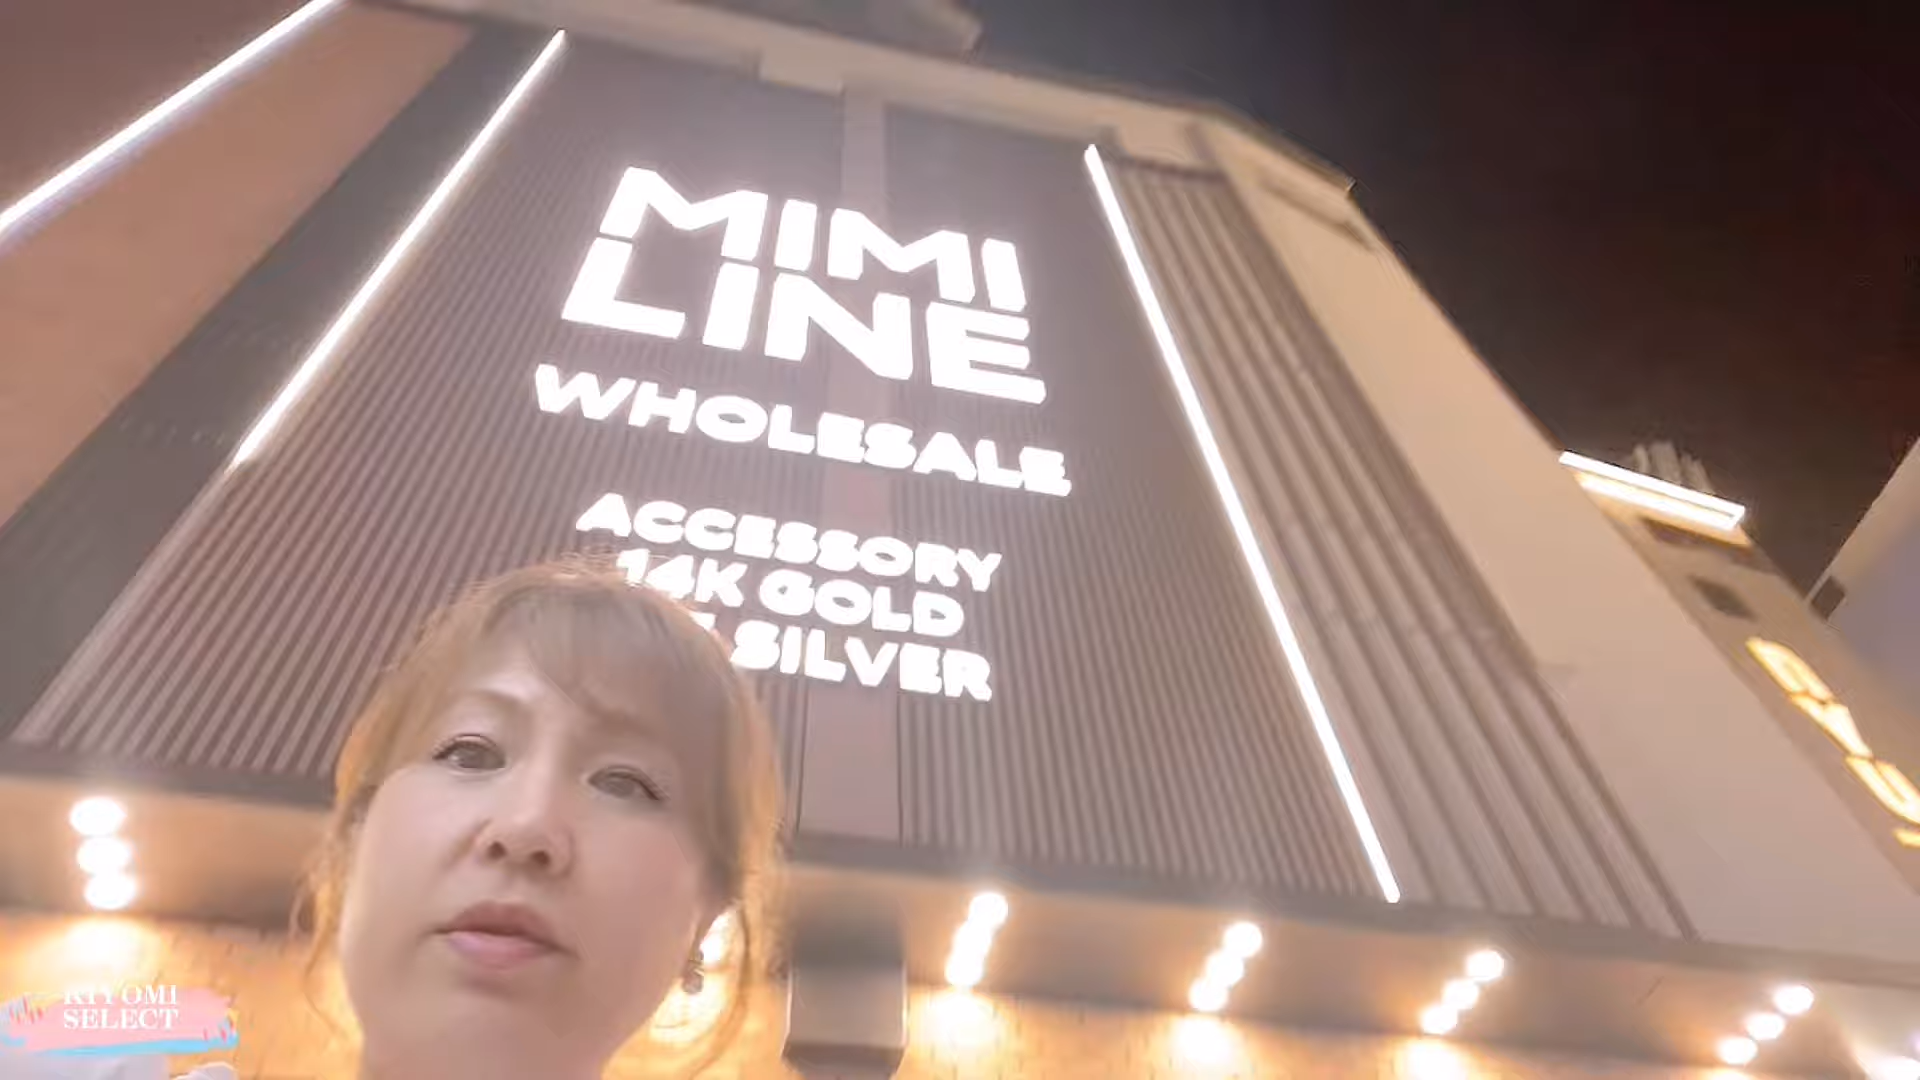 MIMI
LINE
WHOLESALE
ACCESSORY
14K GOLD
SILVER
KIYOMI
SELECT